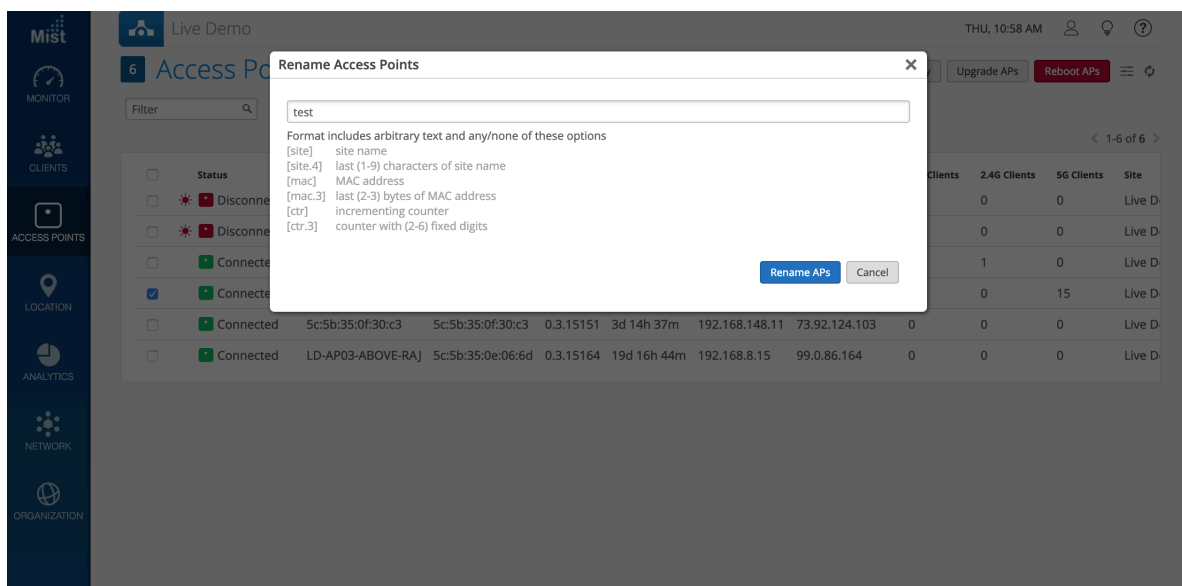 Mist
Live Demo
THU, 10:58 AM
?
6 Access Po
Upgrade APs
Reboot APs
Rename Access Points
test
Format includes arbitrary text and any/none of these options
[site] site name
[site.4] last (1-9) characters of site name
[mac] MAC address
[mac.3] last (2-3) bytes of MAC address
[ctr] incrementing counter
[ctr.3] counter with (2-6) fixed digits
Rename APs
Cancel
MONITOR
CLIENTS
ACCESS POINTS
LOCATION
ANALYTICS
NETWORK
ORGANIZATION
Filter
1-6 of 6
Status Clients 2.4G Clients 5G Clients Site
Disconne 0 0 Live D
Disconne 0 0 Live D
Connecte 1 0 Live D
Connecte 0 15 Live D
Connected 5c:5b:35:0f:30:c3 5c:5b:35:0f:30:c3 0.3.15151 3d 14h 37m 192.168.148.11 73.92.124.103 0 0 0 Live D
Connected LD-AP03-ABOVE-RAJ 5c:5b:35:0e:06:6d 0.3.15164 19d 16h 44m 192.168.8.15 99.0.86.164 0 0 0 Live D